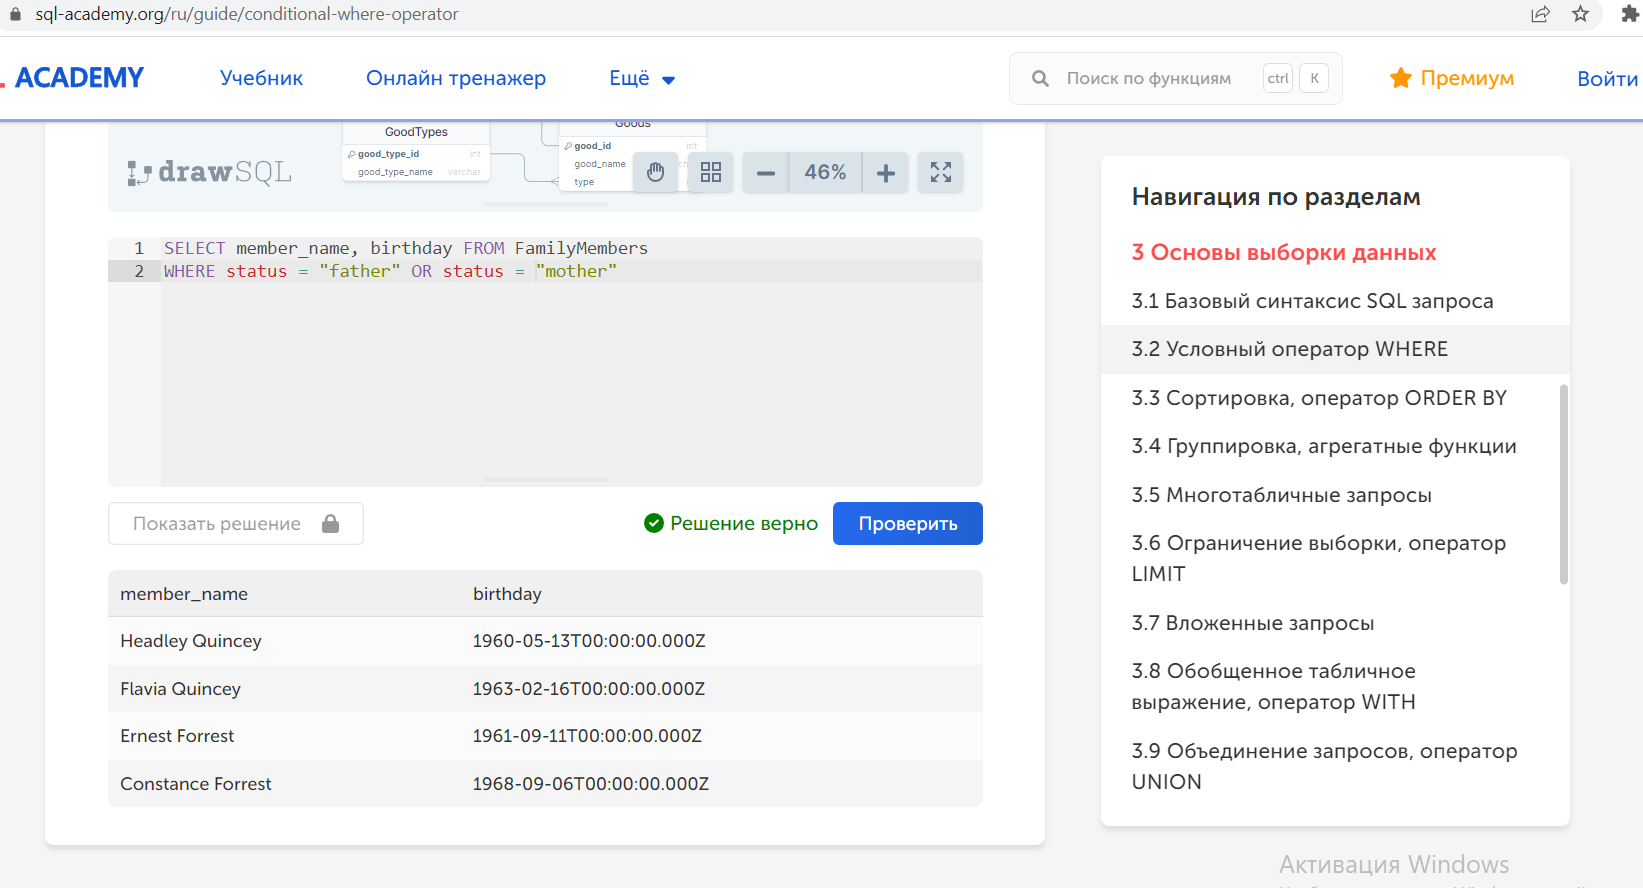 sql-academy.org/ru/guide/conditional-where-operator
ACADEMY
Учебник
Онлайн тренажер
Ещё
Поиск по функциям
ctrl
K
Премиум
Войти
GoodTypes
good_type_id int
good_type_name varchar
Goods
good_id int
good_name
type
drawSQL
46%
1 SELECT member_name, birthday FROM FamilyMembers
2 WHERE status = "father" OR status = "mother"
Показать решение
Решение верно
Проверить
member_name birthday
Headley Quincey 1960-05-13T00:00:00.000Z
Flavia Quincey 1963-02-16T00:00:00.000Z
Ernest Forrest 1961-09-11T00:00:00.000Z
Constance Forrest 1968-09-06T00:00:00.000Z
Навигация по разделам
3 Основы выборки данных
3.1 Базовый синтаксис SQL запроса
3.2 Условный оператор WHERE
3.3 Сортировка, оператор ORDER BY
3.4 Группировка, агрегатные функции
3.5 Многотабличные запросы
3.6 Ограничение выборки, оператор
LIMIT
3.7 Вложенные запросы
3.8 Обобщенное табличное
выражение, оператор WITH
3.9 Объединение запросов, оператор
UNION
Активация Windows